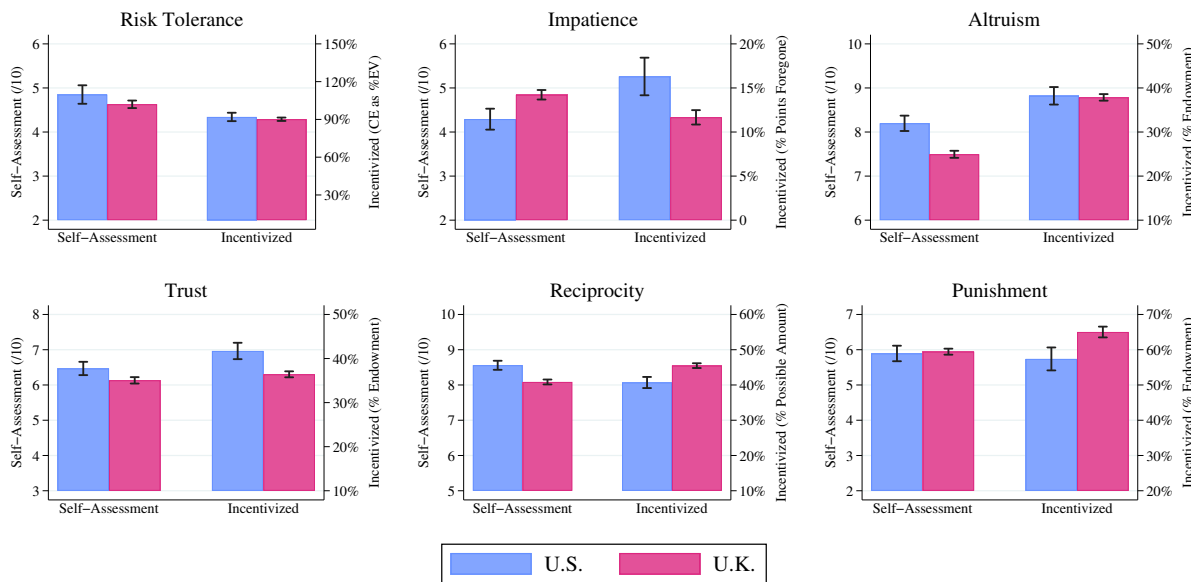 Risk Tolerance
Self−Assessment (/10)
6
5
4
3
2
150%
120%
90%
60%
30%
Incentivized (CE as %EV)
Self−Assessment
Incentivized
Impatience
Self−Assessment (/10)
6
5
4
3
2
20%
15%
10%
5%
0
Incentivized (% Points Foregone)
Self−Assessment
Incentivized
Altruism
Self−Assessment (/10)
10
9
8
7
6
50%
40%
30%
20%
10%
Incentivized (% Endowment)
Self−Assessment
Incentivized
Trust
Self−Assessment (/10)
8
7
6
5
4
3
50%
40%
30%
20%
10%
Incentivized (% Endowment)
Self−Assessment
Incentivized
Reciprocity
Self−Assessment (/10)
10
9
8
7
6
5
60%
50%
40%
30%
20%
10%
Incentivized (% Possible Amount)
Self−Assessment
Incentivized
Punishment
Self−Assessment (/10)
7
6
5
4
3
2
70%
60%
50%
40%
30%
20%
Incentivized (% Endowment)
Self−Assessment
Incentivized
U.S.
U.K.